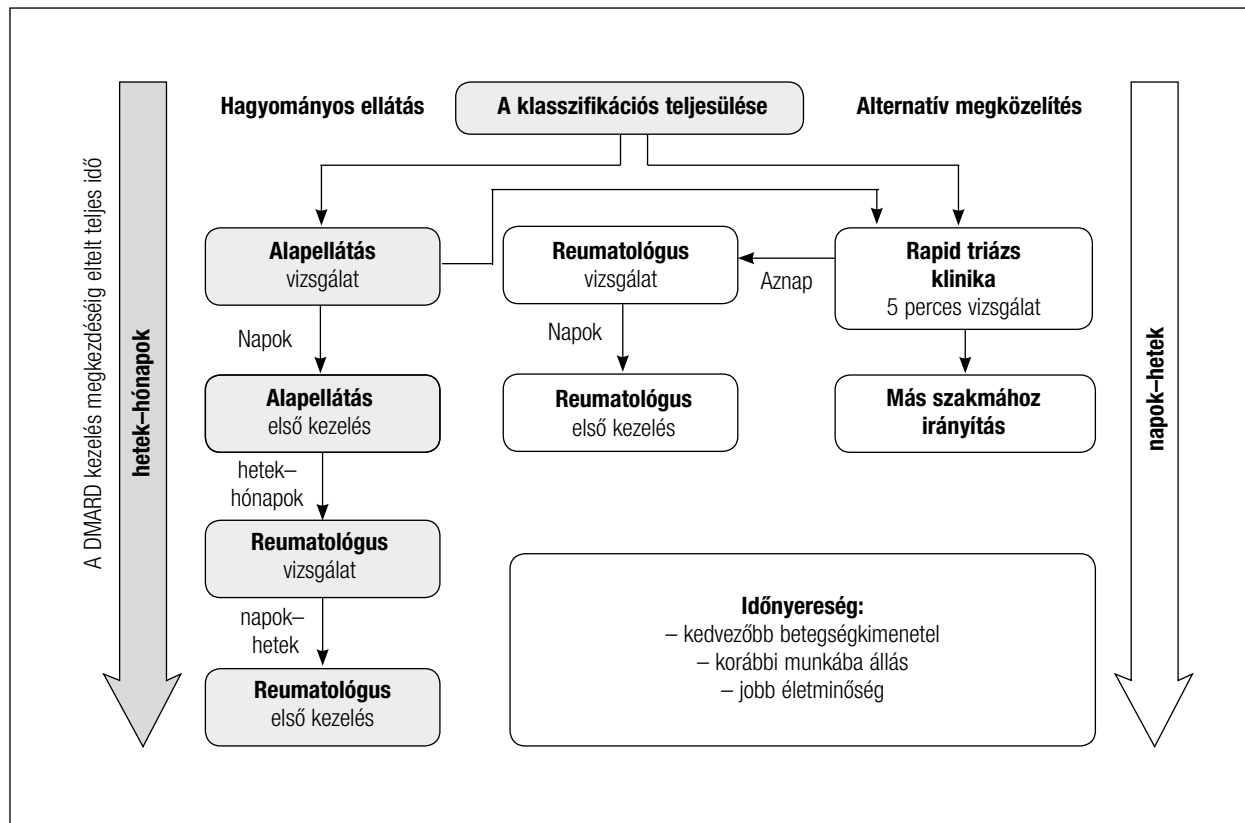 Hagyományos ellátás
A klasszifikációs teljesülése
Alternatív megközelítés
A DMARD kezelés megkezdéséig eltelt teljes idő
hetek–hónapok
Alapellátás
vizsgálat
Napok
Alapellátás
első kezelés
hetek–
hónapok
Reumatológus
vizsgálat
napok–
hetek
Reumatológus
első kezelés
Reumatológus
vizsgálat
Aznap
Napok
Reumatológus
első kezelés
Rapid triázs
klinika
5 perces vizsgálat
Más szakmához
irányítás
Időnyereség:
– kedvezőbb betegségkimenetel
– korábbi munkába állás
– jobb életminőség
napok–hetek